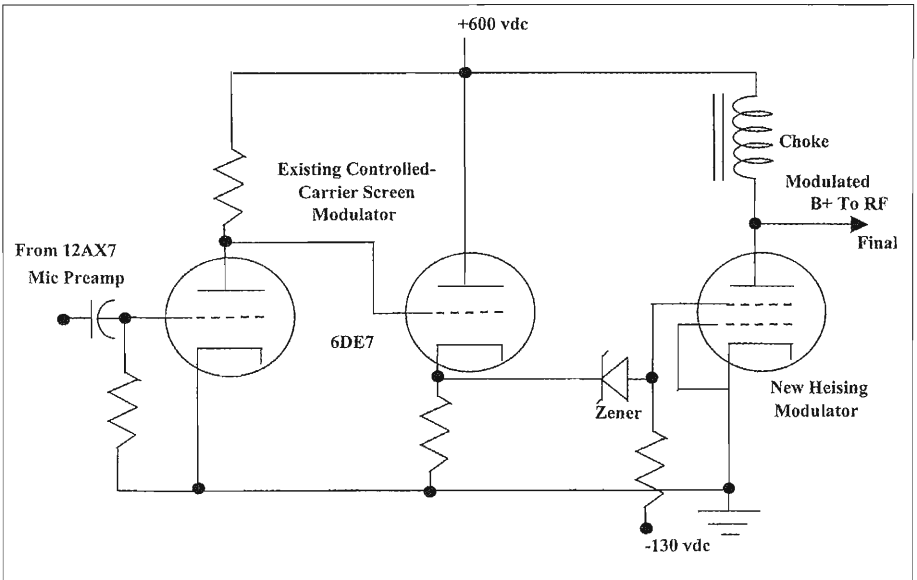 +600 vdc
Choke
Existing Controlled-
Carrier Screen
Modulator
Modulated
B+ To RF
Final
From 12AX7
Mic Preamp
6DE7
Zener
New Heising
Modulator
-130 vdc